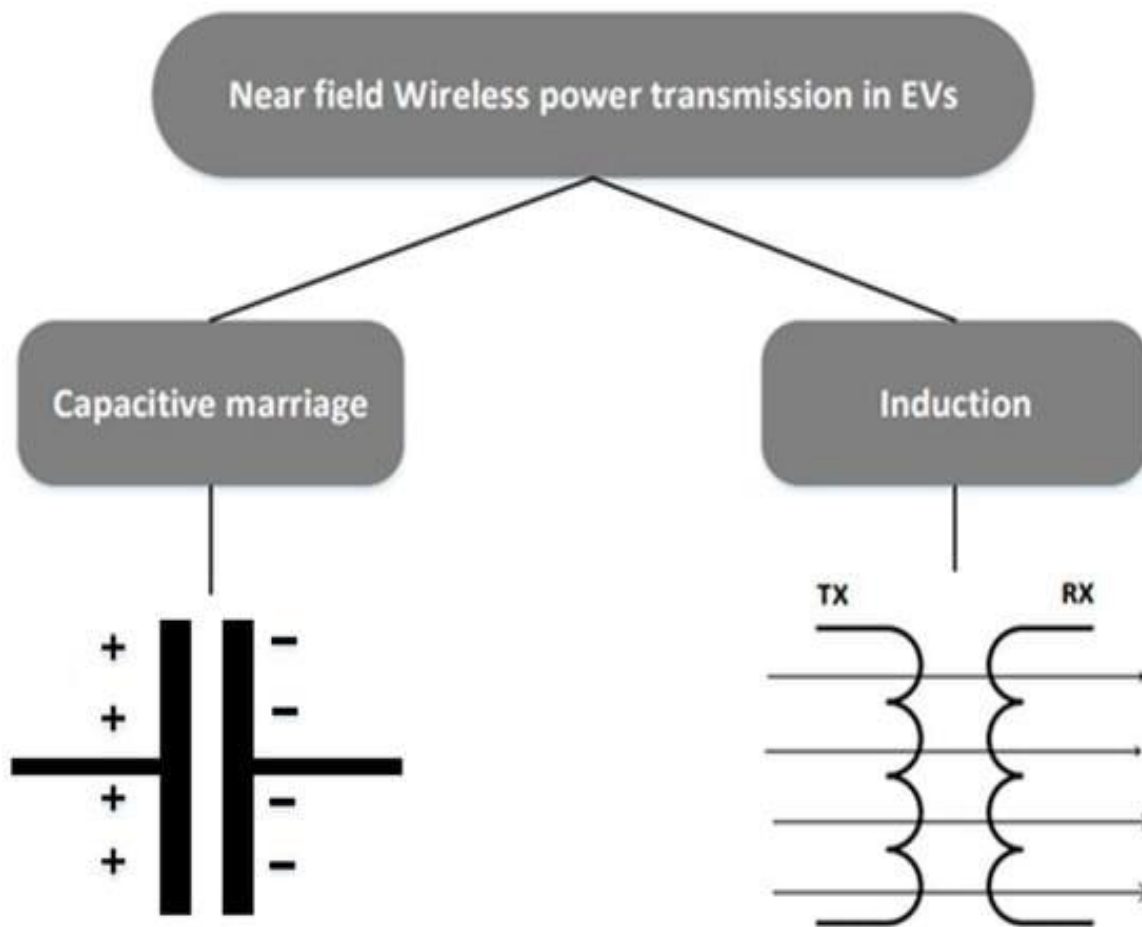 Near field Wireless power transmission in EVs
Capacitive marriage
Induction
TX
RX
+
-
+
-
+
-
+
-